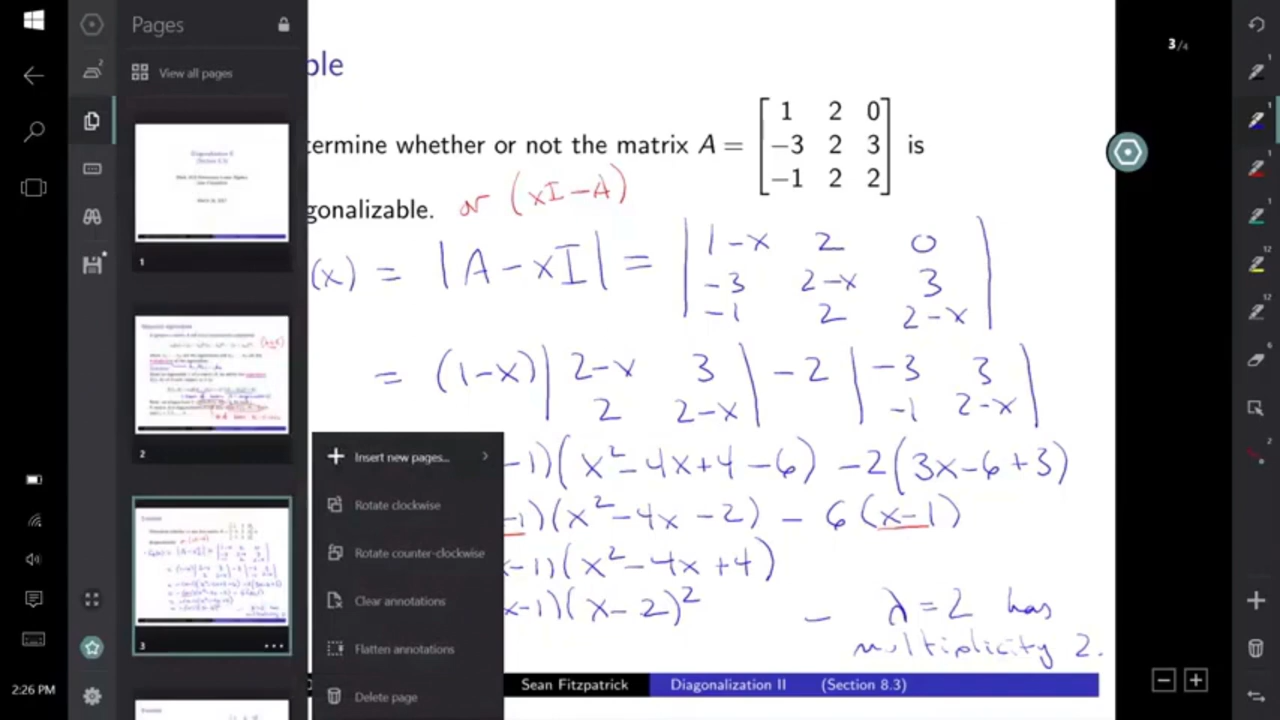 Pages
View all pages
1
2
3
3/4
ble
termine whether or not the matrix A = [1 2 0
−3 2 3
−1 2 2] is
gonalizable. or (xI−A)
(x) = |A−xI| = |1−x 2 0
−3 2−x 3
−1 2 2−x|
= (1−x)|2−x 3
2 2−x| −2 |−3 3
−1 2−x|
−1)(x²−4x+4−6) −2(3x−6+3)
−1)(x²−4x−2) − 6(x−1)
x−1)(x²−4x+4)
x−1)(x−2)² − λ=2 has
multiplicity 2.
Insert new pages...
Rotate clockwise
Rotate counter-clockwise
Clear annotations
Flatten annotations
Delete page
Sean Fitzpatrick
Diagonalization II (Section 8.3)
2:26 PM